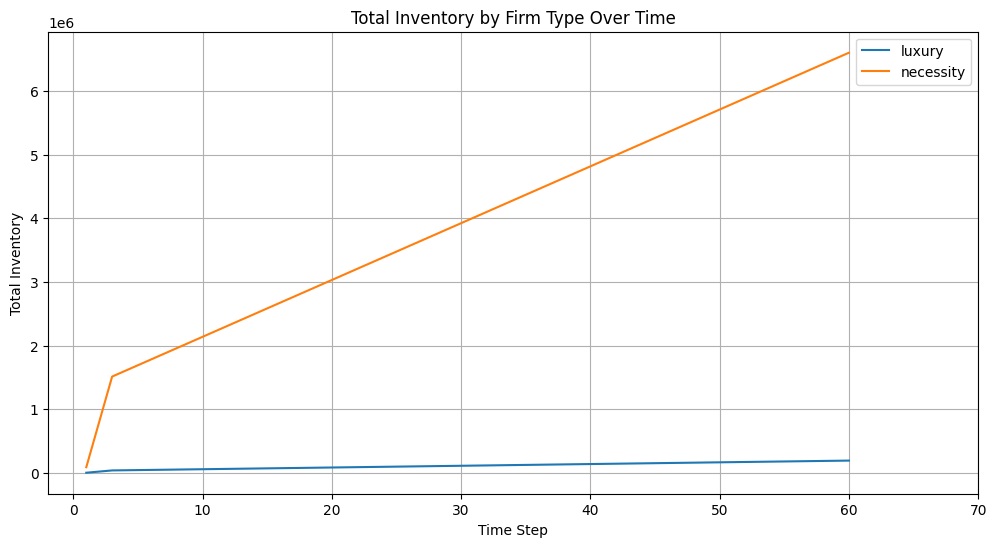 Total Inventory by Firm Type Over Time
1e6
luxury
necessity
6
5
4
3
2
1
0
Total Inventory
0 10 20 30 40 50 60 70
Time Step